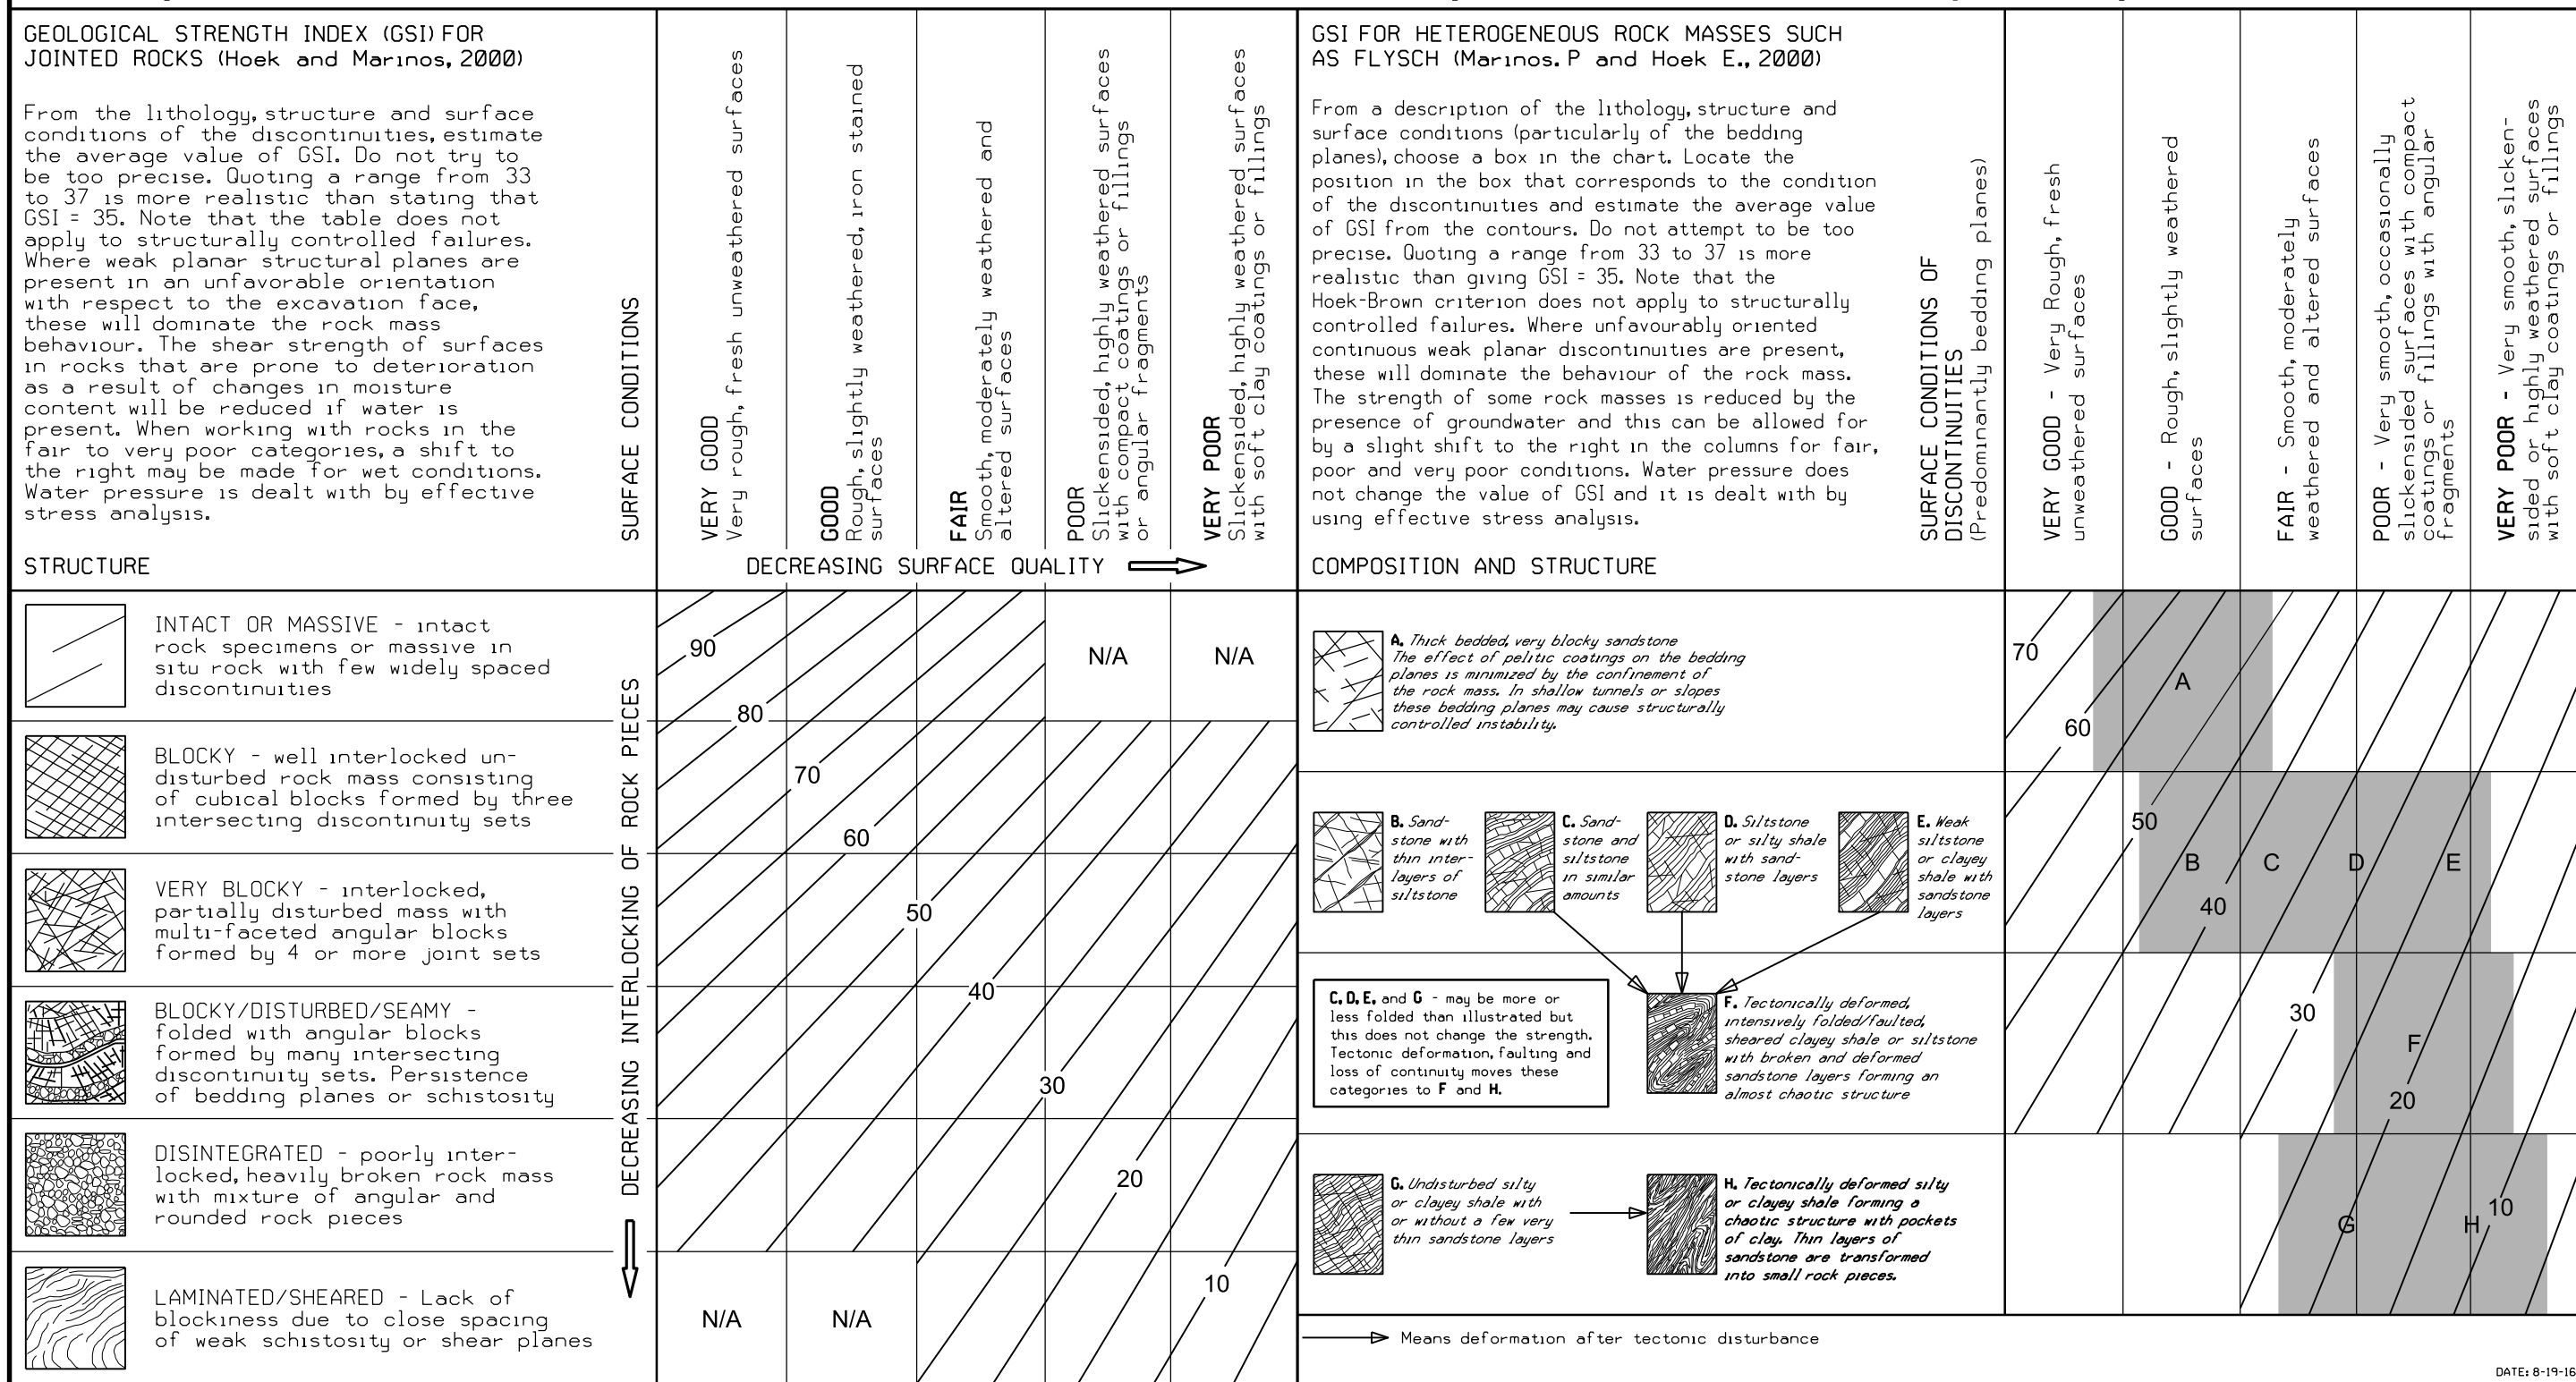 GEOLOGICAL STRENGTH INDEX (GSI) FOR
JOINTED ROCKS (Hoek and Marinos, 2000)
From the lithology, structure and surface
conditions of the discontinuities, estimate
the average value of GSI. Do not try to
be too precise. Quoting a range from 33
to 37 is more realistic than stating that
GSI = 35. Note that the table does not
apply to structurally controlled failures.
Where weak planar structural planes are
present in an unfavorable orientation
with respect to the excavation face,
these will dominate the rock mass
behaviour. The shear strength of surfaces
in rocks that are prone to deterioration
as a result of changes in moisture
content will be reduced if water is
present. When working with rocks in the
fair to very poor categories, a shift to
the right may be made for wet conditions.
Water pressure is dealt with by effective
stress analysis.
STRUCTURE
SURFACE CONDITIONS
VERY GOOD
Very rough, fresh unweathered surfaces
GOOD
Rough, slightly weathered, iron stained
surfaces
FAIR
Smooth, moderately weathered and
altered surfaces
POOR
Slickensided, highly weathered surfaces
with compact coatings or fillings
or angular fragments
VERY POOR
Slickensided, highly weathered surfaces
with soft clay coatings or fillings
DECREASING SURFACE QUALITY
DECREASING INTERLOCKING OF ROCK PIECES
INTACT OR MASSIVE - intact
rock specimens or massive in
situ rock with few widely spaced
discontinuities
BLOCKY - well interlocked un-
disturbed rock mass consisting
of cubical blocks formed by three
intersecting discontinuity sets
VERY BLOCKY - interlocked,
partially disturbed mass with
multi-faceted angular blocks
formed by 4 or more joint sets
BLOCKY/DISTURBED/SEAMY -
folded with angular blocks
formed by many intersecting
discontinuity sets. Persistence
of bedding planes or schistosity
DISINTEGRATED - poorly inter-
locked, heavily broken rock mass
with mixture of angular and
rounded rock pieces
LAMINATED/SHEARED - Lack of
blockiness due to close spacing
of weak schistosity or shear planes
90
80
70
60
50
40
30
20
10
N/A
N/A
N/A
N/A
GSI FOR HETEROGENEOUS ROCK MASSES SUCH
AS FLYSCH (Marinos. P and Hoek E., 2000)
From a description of the lithology, structure and
surface conditions (particularly of the bedding
planes), choose a box in the chart. Locate the
position in the box that corresponds to the condition
of the discontinuities and estimate the average value
of GSI from the contours. Do not attempt to be too
precise. Quoting a range from 33 to 37 is more
realistic than giving GSI = 35. Note that the
Hoek-Brown criterion does not apply to structurally
controlled failures. Where unfavourably oriented
continuous weak planar discontinuities are present,
these will dominate the behaviour of the rock mass.
The strength of some rock masses is reduced by the
presence of groundwater and this can be allowed for
by a slight shift to the right in the columns for fair,
poor and very poor conditions. Water pressure does
not change the value of GSI and it is dealt with by
using effective stress analysis.
COMPOSITION AND STRUCTURE
SURFACE CONDITIONS OF
DISCONTINUITIES
(Predominantly bedding planes)
VERY GOOD - Very Rough, fresh
unweathered surfaces
GOOD - Rough, slightly weathered
surfaces
FAIR - Smooth, moderately
weathered and altered surfaces
POOR - Very smooth, occasionally
slickensided surfaces with compact
coatings or fillings with angular
fragments
VERY POOR - Very smooth, slicken-
sided or highly weathered surfaces
with soft clay coatings or fillings
A. Thick bedded, very blocky sandstone
The effect of pelitic coatings on the bedding
planes is minimized by the confinement of
the rock mass. In shallow tunnels or slopes
these bedding planes may cause structurally
controlled instability.
B. Sand-
stone with
thin inter-
layers of
siltstone
C. Sand-
stone and
siltstone
in similar
amounts
D. Siltstone
or silty shale
with sand-
stone layers
E. Weak
siltstone
or clayey
shale with
sandstone
layers
C, D, E, and G - may be more or
less folded than illustrated but
this does not change the strength.
Tectonic deformation, faulting and
loss of continuity moves these
categories to F and H.
F. Tectonically deformed,
intensively folded/faulted,
sheared clayey shale or siltstone
with broken and deformed
sandstone layers forming an
almost chaotic structure
G. Undisturbed silty
or clayey shale with
or without a few very
thin sandstone layers
H. Tectonically deformed silty
or clayey shale forming a
chaotic structure with pockets
of clay. Thin layers of
sandstone are transformed
into small rock pieces.
70
A
60
50
B
C
D
E
40
30
F
20
10
G
H
Means deformation after tectonic disturbance
DATE: 8-19-16